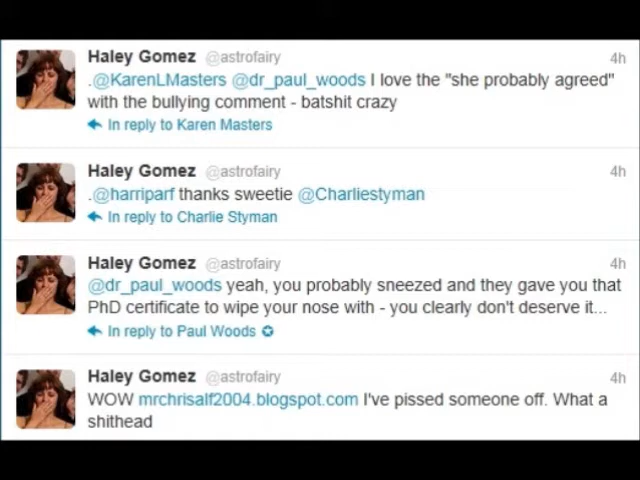 Haley Gomez @astrofairy 4h
.@KarenLMasters @dr_paul_woods I love the "she probably agreed"
with the bullying comment - batshit crazy
In reply to Karen Masters
Haley Gomez @astrofairy 4h
.@harriparf thanks sweetie @Charliestyman
In reply to Charlie Styman
Haley Gomez @astrofairy 4h
@dr_paul_woods yeah, you probably sneezed and they gave you that
PhD certificate to wipe your nose with - you clearly don't deserve it...
In reply to Paul Woods
Haley Gomez @astrofairy 4h
WOW mrchrisalf2004.blogspot.com I've pissed someone off. What a
shithead